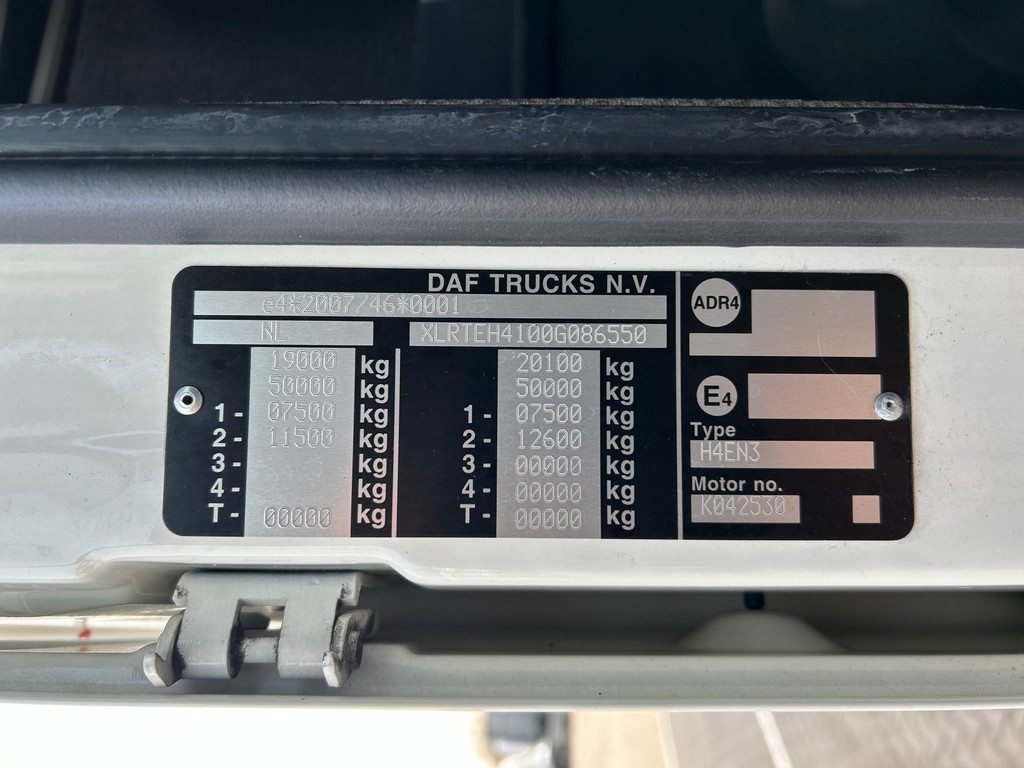 DAF TRUCKS N.V.
e4*2007/46*0001
NL XLRTEH4100G086550
19000 kg 20100 kg
50000 kg 50000 kg
1- 07500 kg 1- 07500 kg
2- 11500 kg 2- 12600 kg
3- kg 3- 00000 kg
4- kg 4- 00000 kg
T- 00000 kg T- 00000 kg
ADR4
E4
Type
H4EN3
Motor no.
K042530